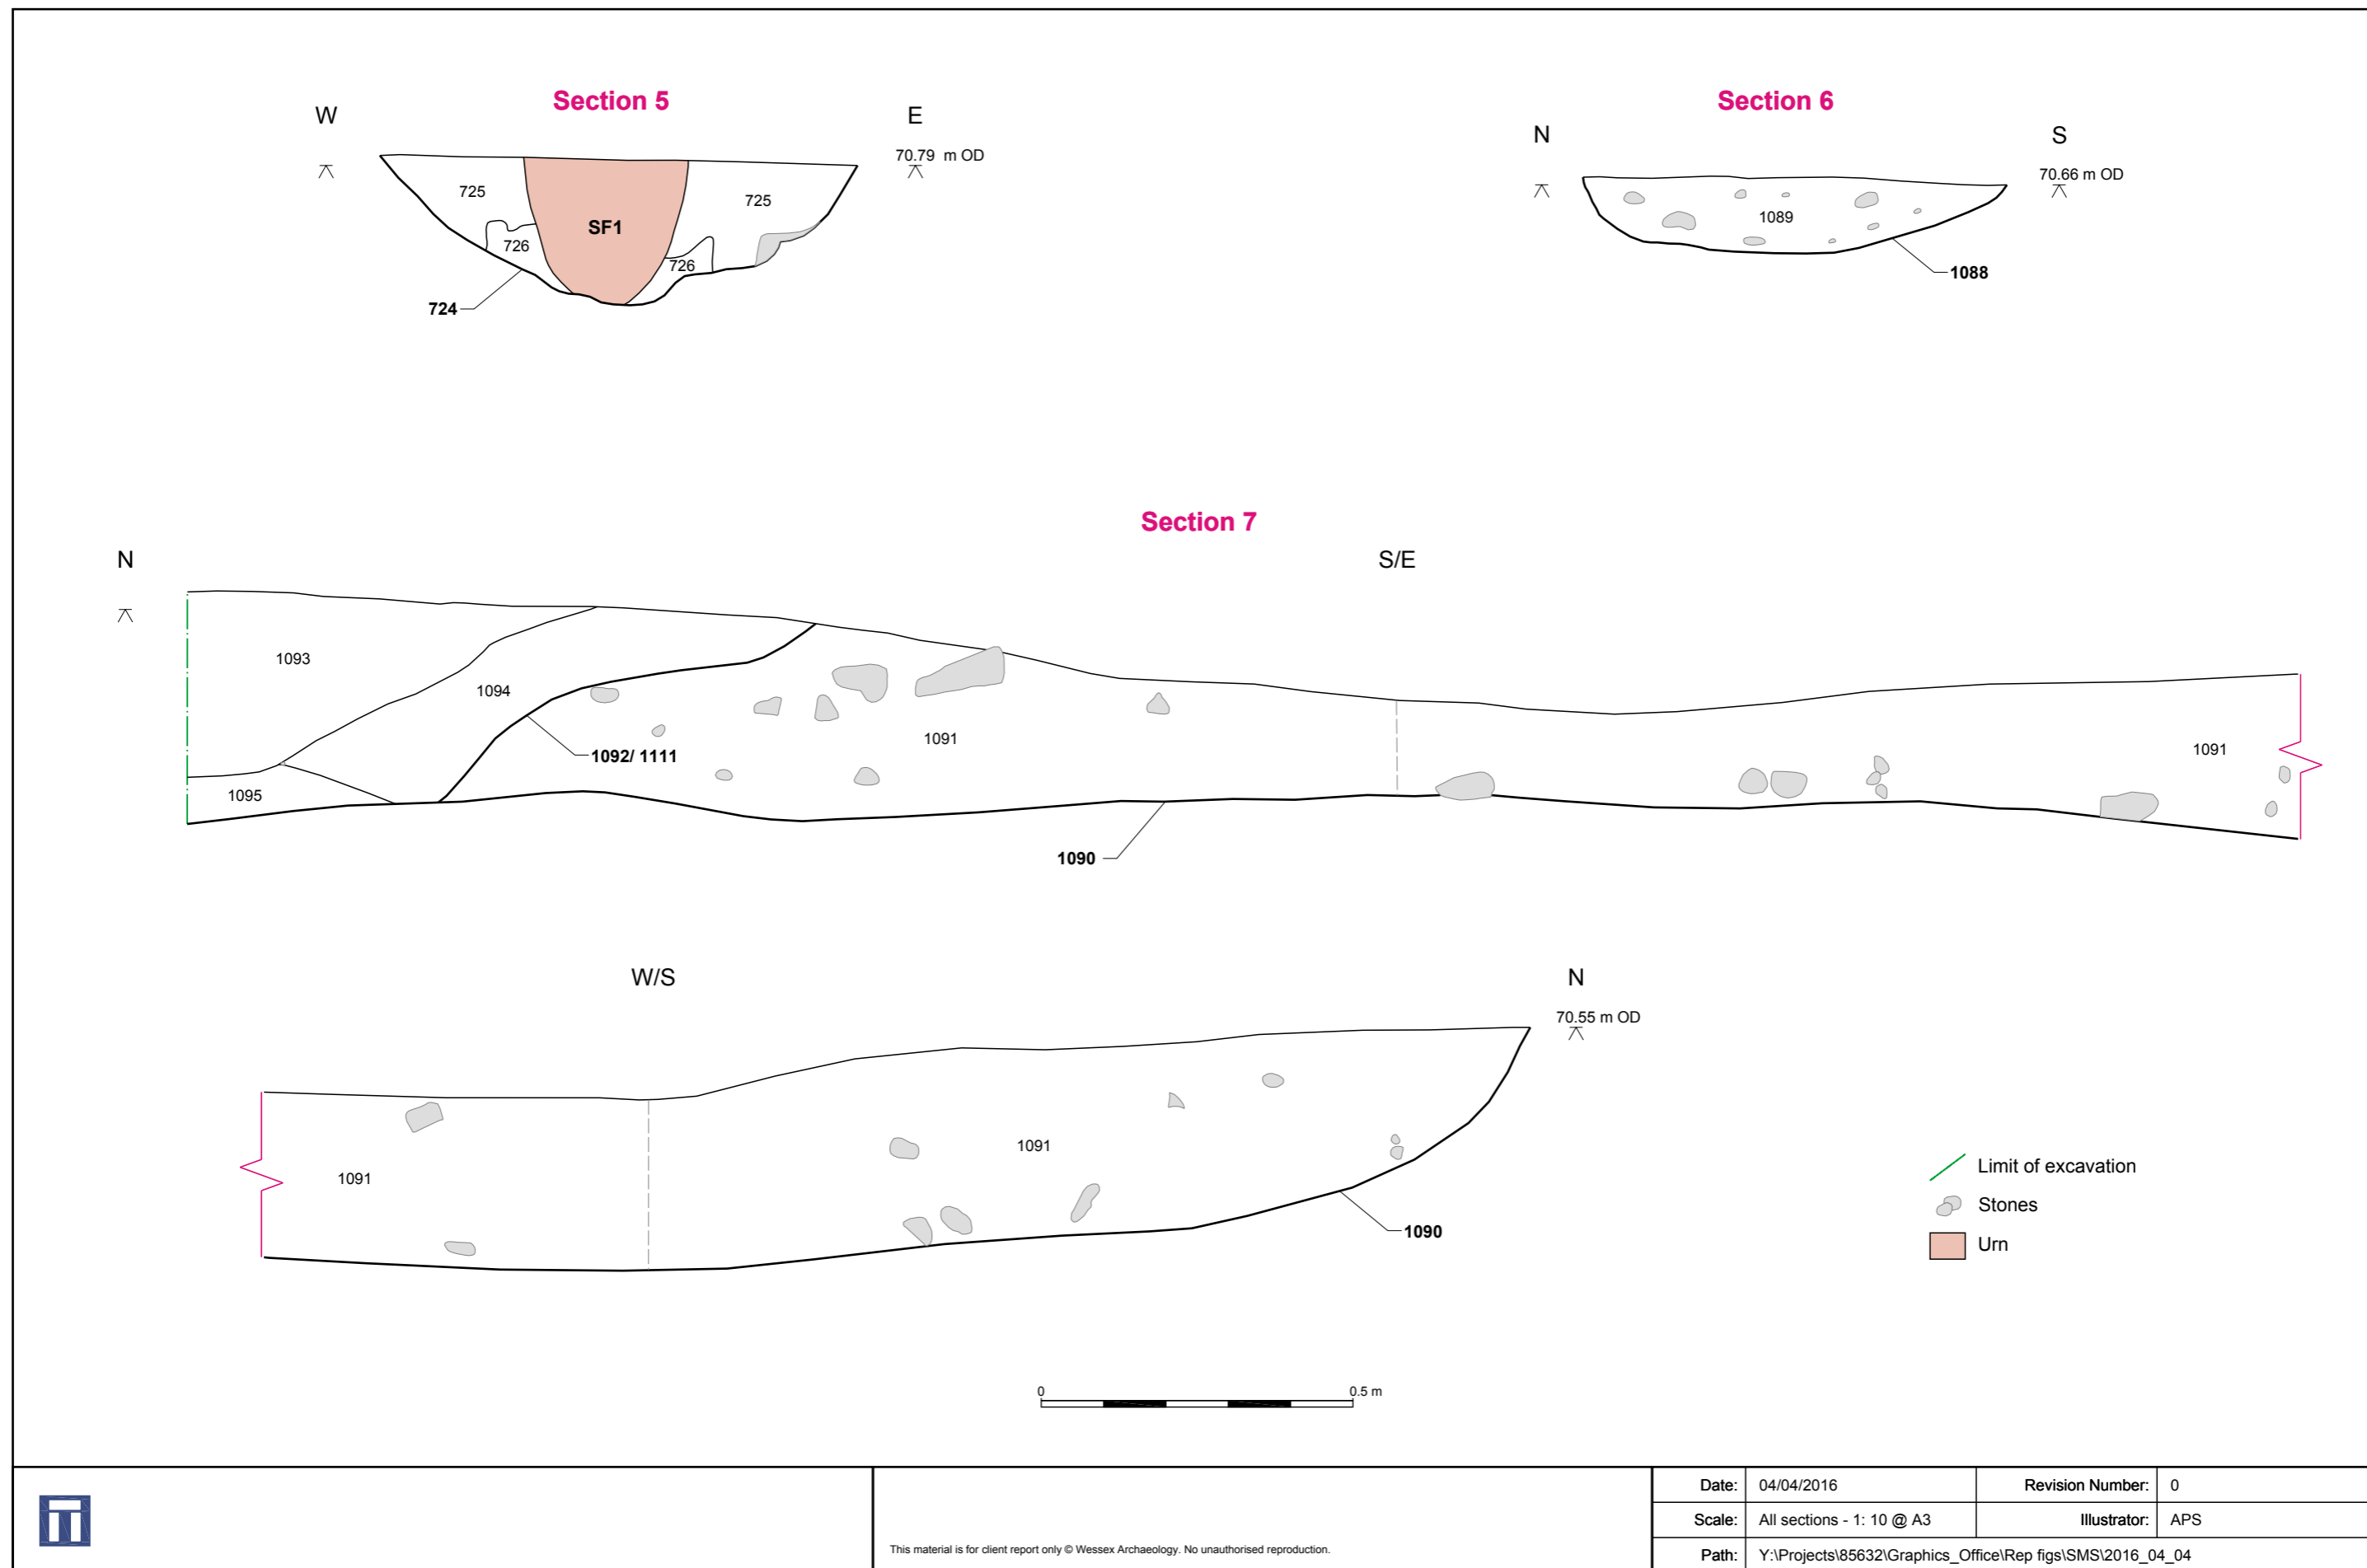 Section 5
W
E
70.79 m OD
725
725
SF1
726
726
724
Section 6
N
S
70.66 m OD
1089
1088
Section 7
N
S/E
1093
1094
1091
1091
1092/ 1111
1095
1090
W/S
N
70.55 m OD
1091
1091
1090
Limit of excavation
Stones
Urn
0
0.5 m
This material is for client report only © Wessex Archaeology. No unauthorised reproduction.
Date: 04/04/2016 Revision Number: 0
Scale: All sections - 1: 10 @ A3 Illustrator: APS
Path: Y:\Projects\85632\Graphics_Office\Rep figs\SMS\2016_04_04